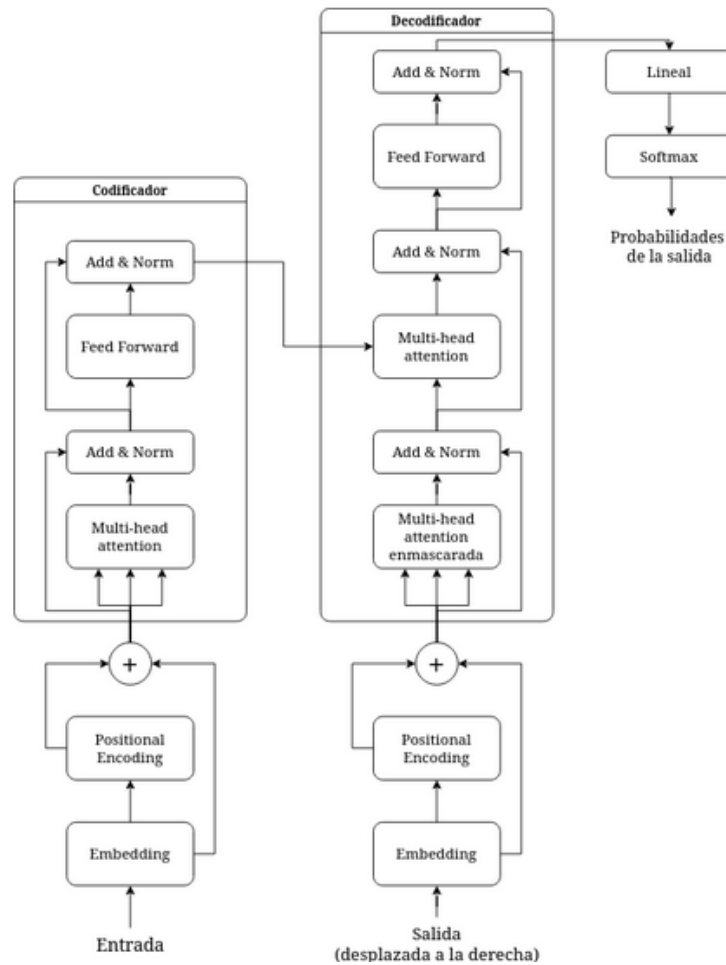 Decodificador
Add & Norm
Lineal
Feed Forward
Softmax
Codificador
Probabilidades
de la salida
Add & Norm
Add & Norm
Feed Forward
Multi-head
attention
Add & Norm
Add & Norm
Multi-head
attention
Multi-head
attention
enmascarada
+
+
Positional
Encoding
Positional
Encoding
Embedding
Embedding
Entrada
Salida
(desplazada a la derecha)